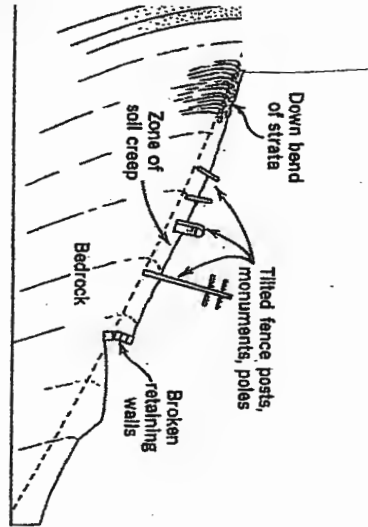 Down bend
of strata
Tilted fence posts,
monuments, poles
Zone of
soil creep
Bedrock
Broken
retaining
walls